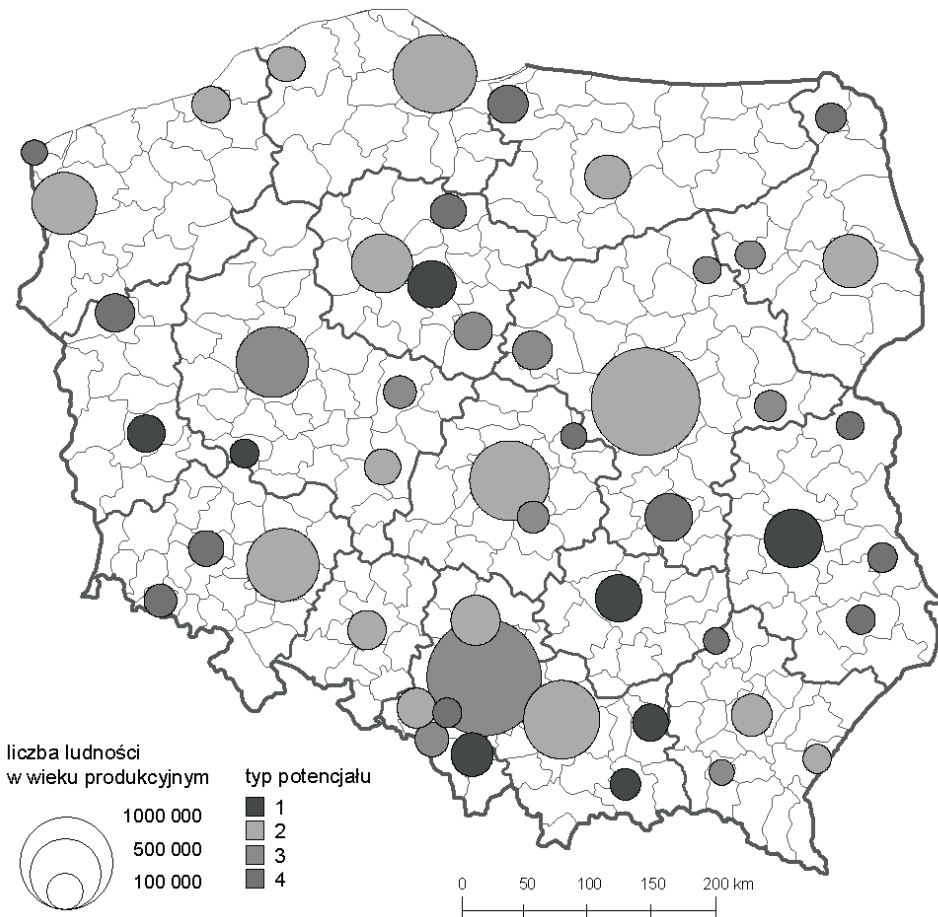 liczba ludności
w wieku produkcyjnym
1000 000
500 000
100 000
typ potencjału
1
2
3
4
0 50 100 150 200 km